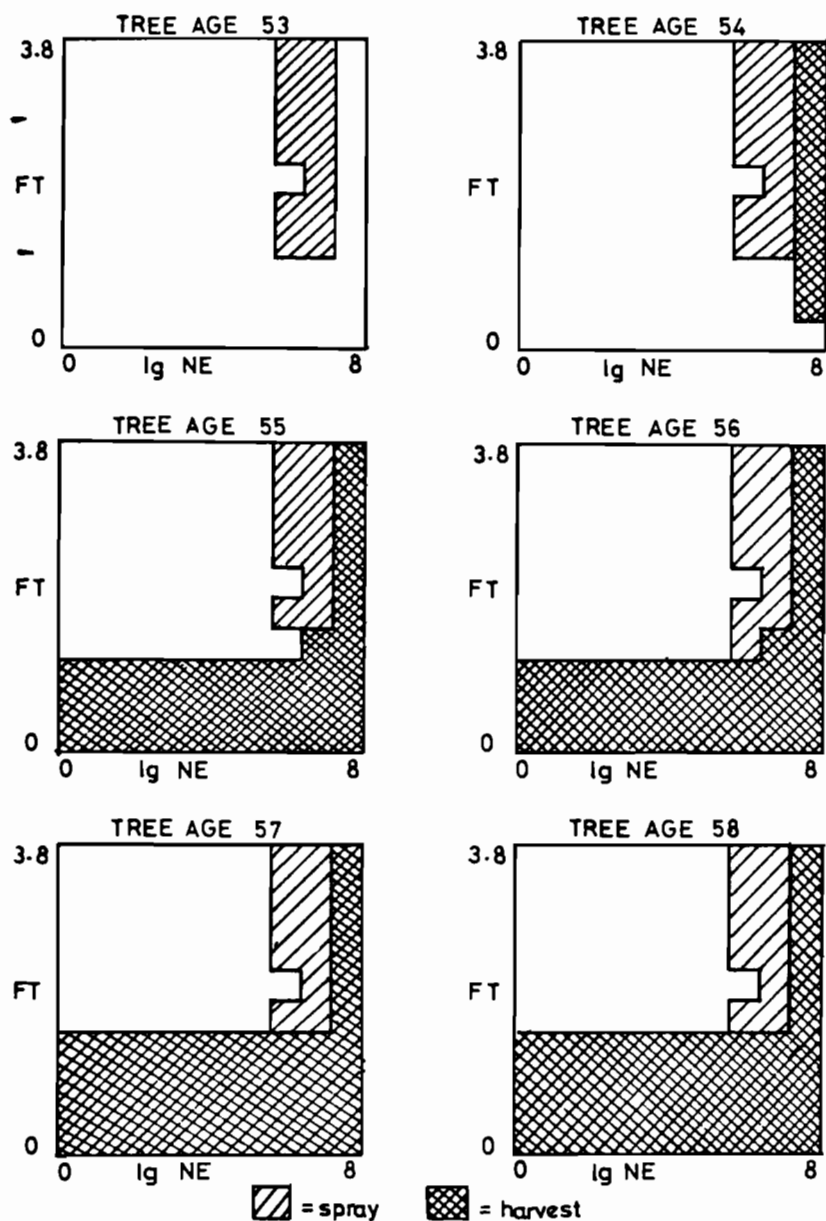 TREE AGE 53
3.8
FT
0
0 lg NE 8
TREE AGE 54
3.8
FT
0
0 lg NE 8
TREE AGE 55
3.8
FT
0
0 lg NE 8
TREE AGE 56
3.8
FT
0
0 lg NE 8
TREE AGE 57
3.8
FT
0
0 lg NE 8
TREE AGE 58
3.8
FT
0
0 lg NE 8
= spray = harvest